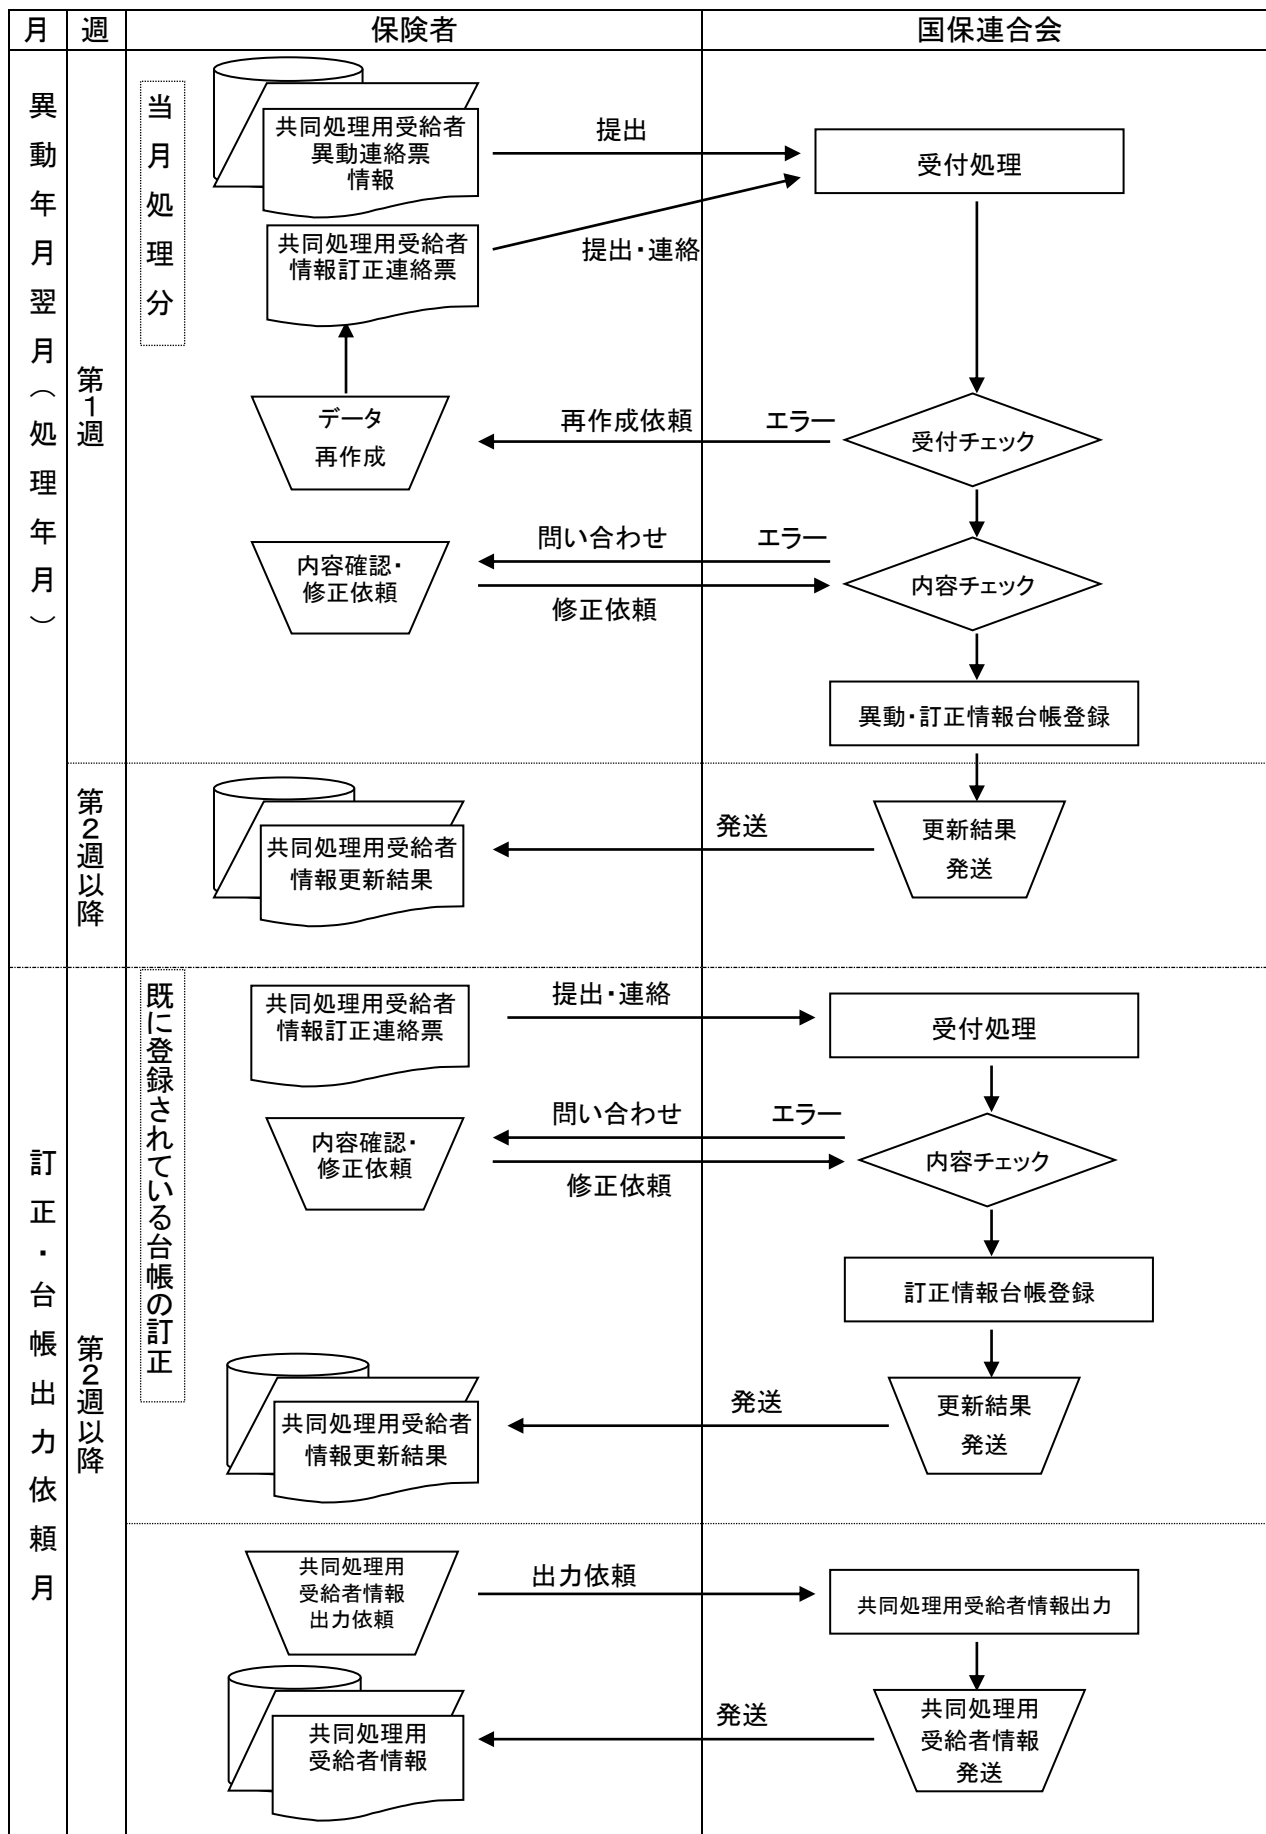 月
週
保険者
国保連合会
異動年月翌月（処理年月）
第1週
当月処理分
共同処理用受給者
異動連絡票
情報
提出
受付処理
共同処理用受給者
情報訂正連絡票
提出・連絡
データ
再作成
再作成依頼
エラー
受付チェック
内容確認・
修正依頼
問い合わせ
エラー
修正依頼
内容チェック
異動・訂正情報台帳登録
第2週以降
共同処理用受給者
情報更新結果
発送
更新結果
発送
訂正・台帳出力依頼月
第2週以降
既に登録されている台帳の訂正
共同処理用受給者
情報訂正連絡票
提出・連絡
受付処理
内容確認・
修正依頼
問い合わせ
エラー
修正依頼
内容チェック
訂正情報台帳登録
共同処理用受給者
情報更新結果
発送
更新結果
発送
共同処理用
受給者情報
出力依頼
出力依頼
共同処理用受給者情報出力
共同処理用
受給者情報
発送
共同処理用
受給者情報
発送